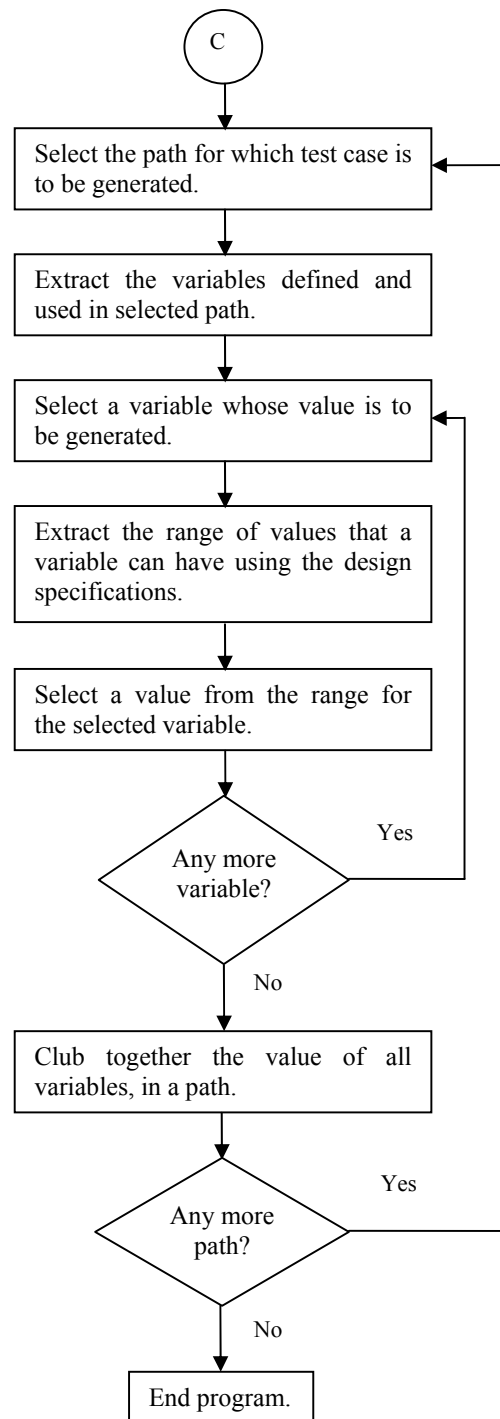 C
Select the path for which test case is
to be generated.
Extract the variables defined and
used in selected path.
Select a variable whose value is to
be generated.
Extract the range of values that a
variable can have using the design
specifications.
Select a value from the range for
the selected variable.
Any more
variable?
Yes
No
Club together the value of all
variables, in a path.
Any more
path?
Yes
No
End program.